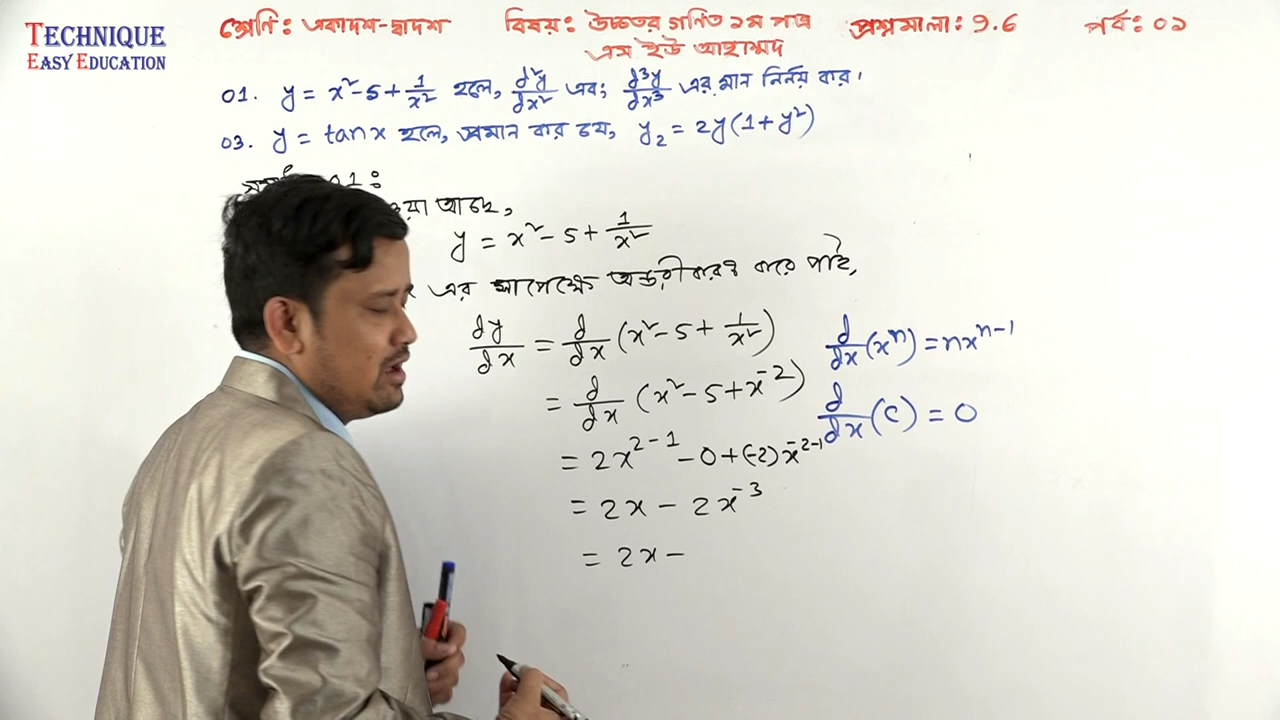 TECHNIQUE
EASY EDUCATION
শ্রেণি: একাদশ-দ্বাদশ বিষয়: উচ্চতর গণিত ১ম পত্র প্রশ্নমালা: 9.6 পর্ব: ০১
এস ইউ আহাম্মদ
01. y = x² - 5 + 1/x² হলে, d²y/dx² এবং d³y/dx³ এর মান নির্নয় কর।
03. y = tanx হলে, প্রমান কর যে, y₂ = 2y(1 + y²)
01:
আছে,
y = x² - 5 + 1/x²
এর সাপেক্ষে অন্তরীকরণ করে পাই,
dy/dx = d/dx (x² - 5 + 1/x²)
d/dx (xⁿ) = nxⁿ⁻¹
= d/dx (x² - 5 + x⁻²)
d/dx (c) = 0
= 2x²⁻¹ - 0 + (-2) x⁻²⁻¹
= 2x - 2x⁻³
= 2x -